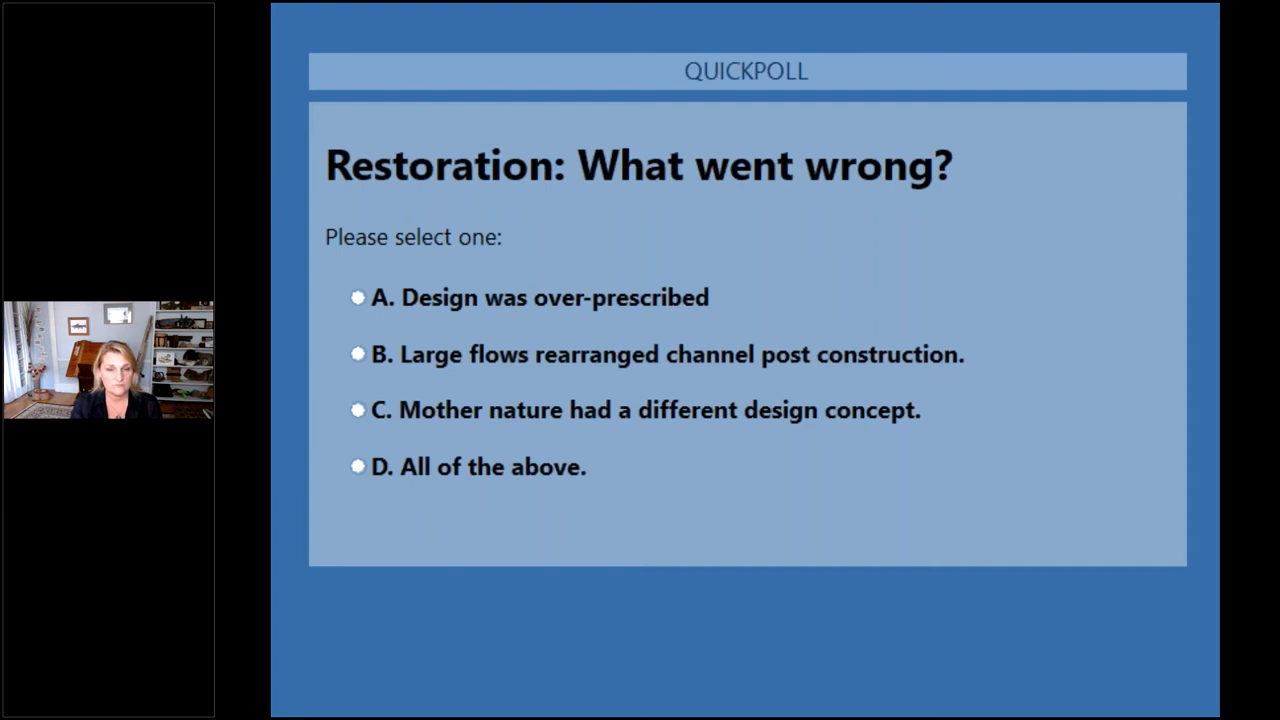 QUICKPOLL
Restoration: What went wrong?
Please select one:
A. Design was over-prescribed
B. Large flows rearranged channel post construction.
C. Mother nature had a different design concept.
D. All of the above.